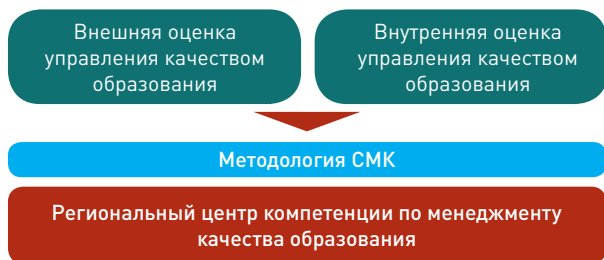 Внешняя оценка
управления качеством
образования
Внутренняя оценка
управления качеством
образования
Методология СМК
Региональный центр компетенции по менеджменту
качества образования